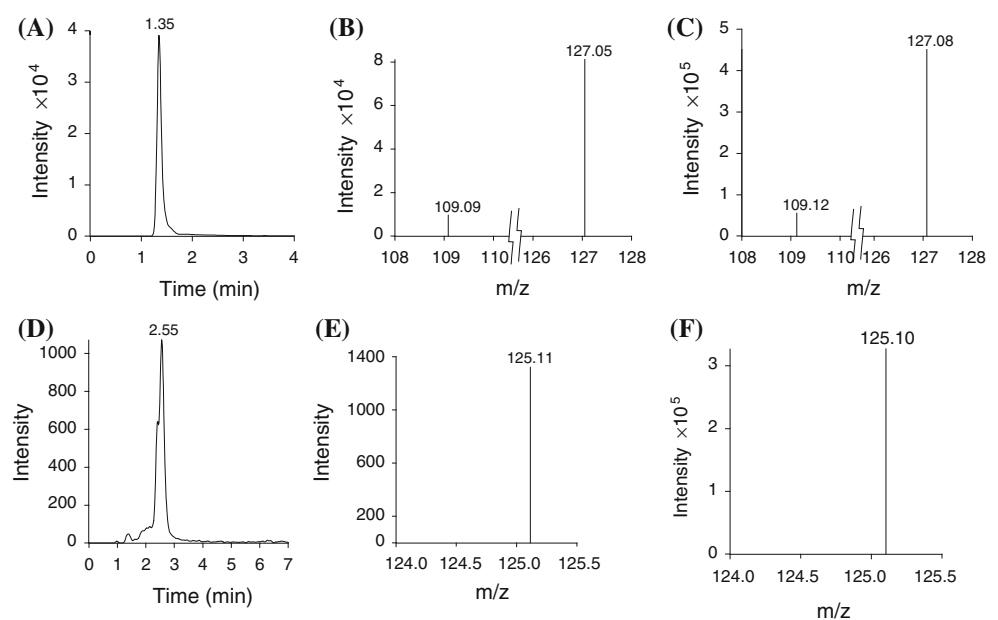 (A)
1.35
4
3
2
1
0
Intensity ×10⁴
0 1 2 3 4
Time (min)
(B)
127.05
109.09
8
6
4
2
0
Intensity ×10⁴
108 109 110 126 127 128
m/z
(C)
127.08
109.12
5
4
3
2
1
0
Intensity ×10⁵
108 109 110 126 127 128
m/z
(D)
2.55
1000
800
600
400
200
0
Intensity
0 1 2 3 4 5 6 7
Time (min)
(E)
125.11
1400
1000
600
200
0
Intensity
124.0 124.5 125.0 125.5
m/z
(F)
125.10
3
2
1
0
Intensity ×10⁵
124.0 124.5 125.0 125.5
m/z